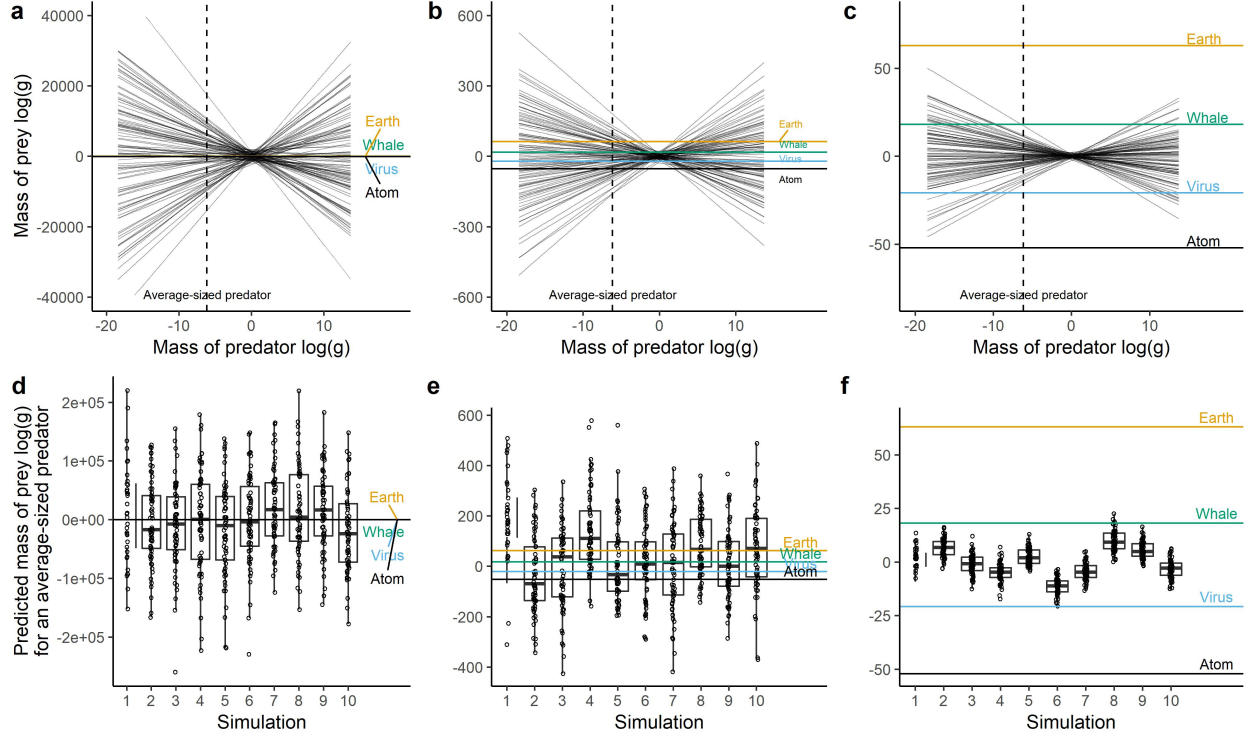 a
40000
20000
0
-20000
-40000
Mass of prey log(g)
Earth
Whale
Virus
Atom
Average-sized predator
-20
-10
0
10
Mass of predator log(g)
b
600
300
0
-300
-600
Earth
Whale
Virus
Atom
Average-sized predator
-20
-10
0
10
Mass of predator log(g)
c
50
0
-50
Earth
Whale
Virus
Atom
Average-sized predator
-20
-10
0
10
Mass of predator log(g)
d
2e+05
1e+05
0e+00
-1e+05
-2e+05
Predicted mass of prey log(g)
for an average-sized predator
Earth
Whale
Virus
Atom
1 2 3 4 5 6 7 8 9 10
Simulation
e
600
400
200
0
-200
-400
Earth
Whale
Virus
Atom
1 2 3 4 5 6 7 8 9 10
Simulation
f
50
25
0
-25
-50
Earth
Whale
Virus
Atom
1 2 3 4 5 6 7 8 9 10
Simulation